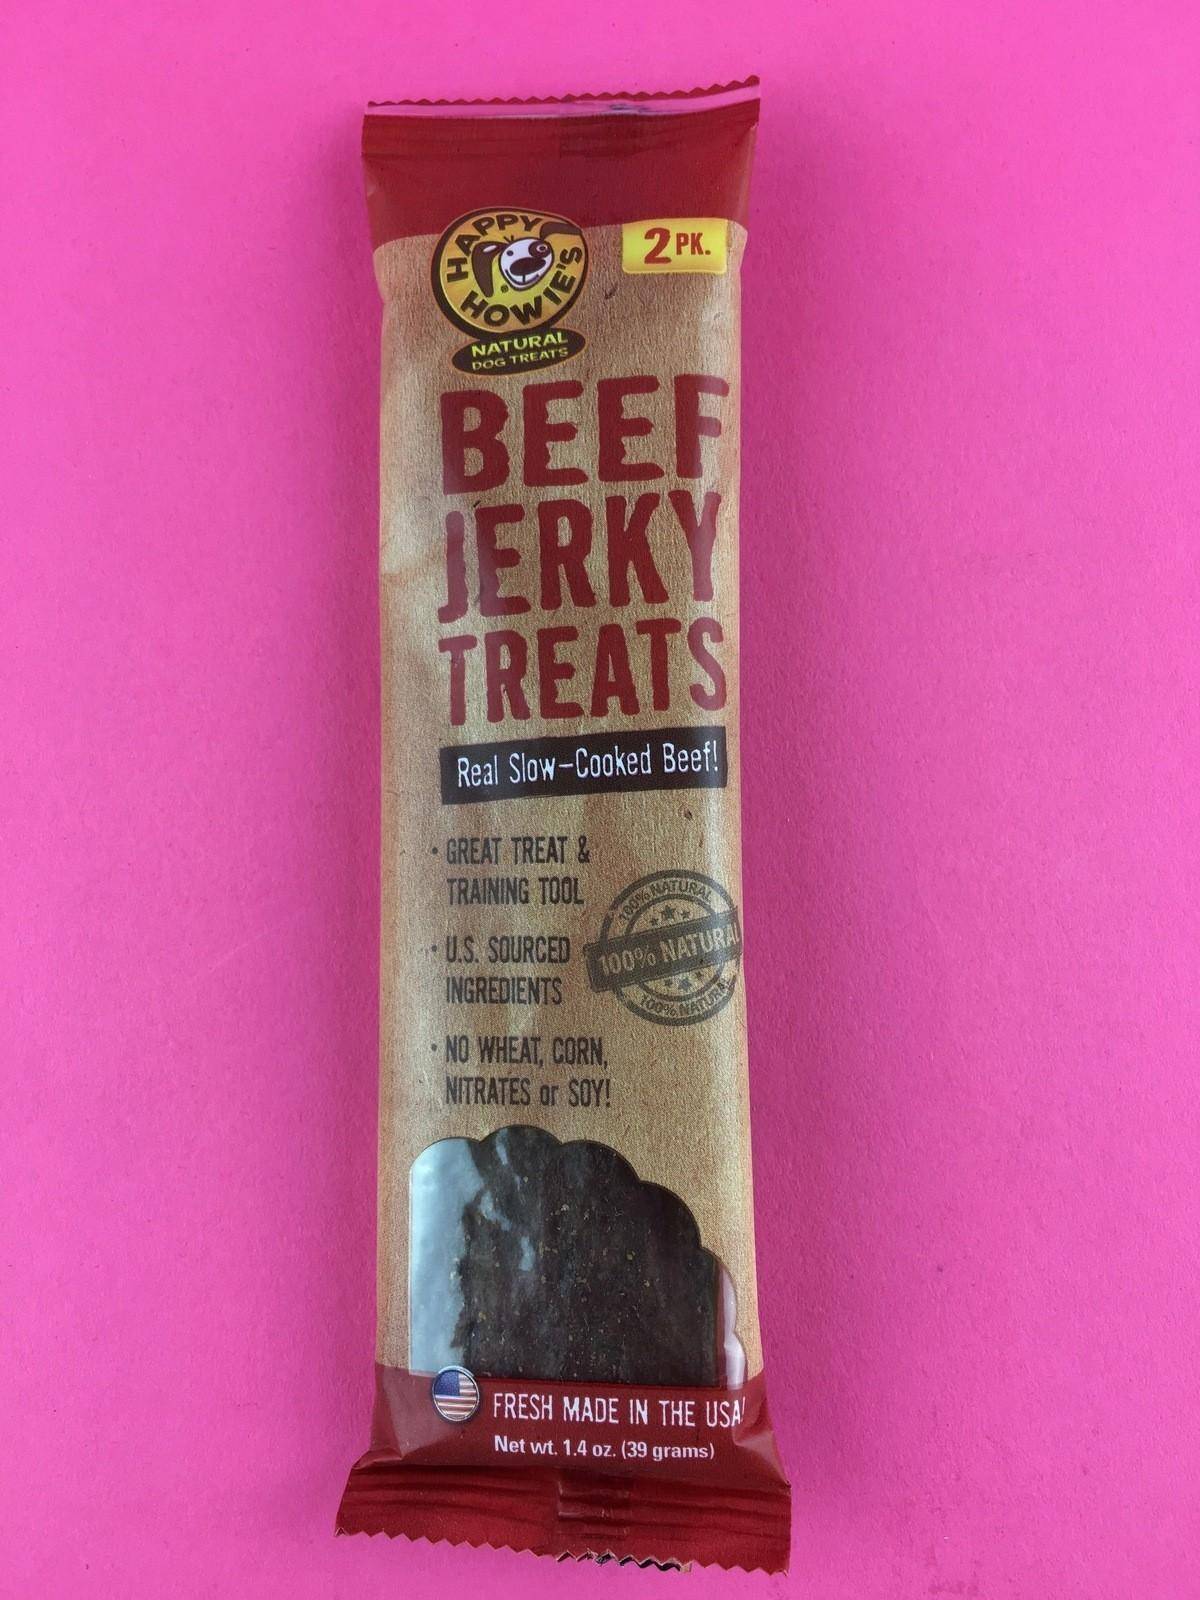 HAPPY
HOWIE'S
NATURAL
DOG TREATS
2 PK.
BEEF
JERKY
TREATS
Real Slow-Cooked Beef!
• GREAT TREAT &
TRAINING TOOL
• U.S. SOURCED
INGREDIENTS
100% NATURAL
100% NATURAL
100% NATURAL
• NO WHEAT, CORN,
NITRATES or SOY!
FRESH MADE IN THE USA!
Net wt. 1.4 oz. (39 grams)